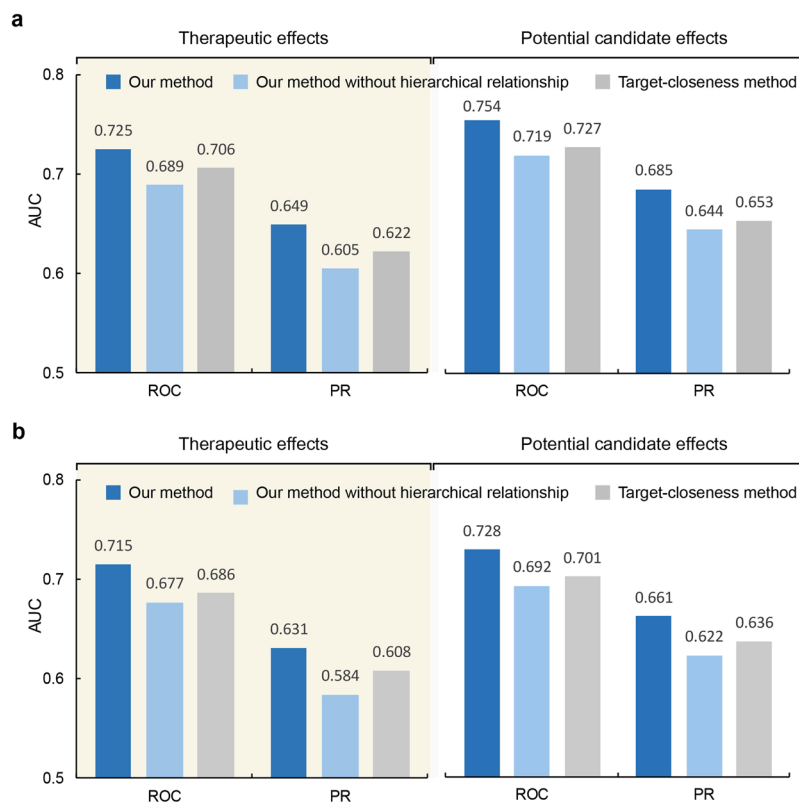 a
Therapeutic effects Potential candidate effects
0.8
Our method Our method without hierarchical relationship Target-closeness method
0.754
0.725 0.719 0.727
0.706
0.689 0.685
0.7
0.649 0.644 0.653
0.605 0.622
AUC
0.6
0.5
ROC PR ROC PR
b
Therapeutic effects Potential candidate effects
0.8
Our method Our method without hierarchical relationship Target-closeness method
0.715 0.728
0.677 0.686 0.692 0.701
0.7
0.631 0.661 0.636
0.584 0.608 0.622
AUC
0.6
0.5
ROC PR ROC PR